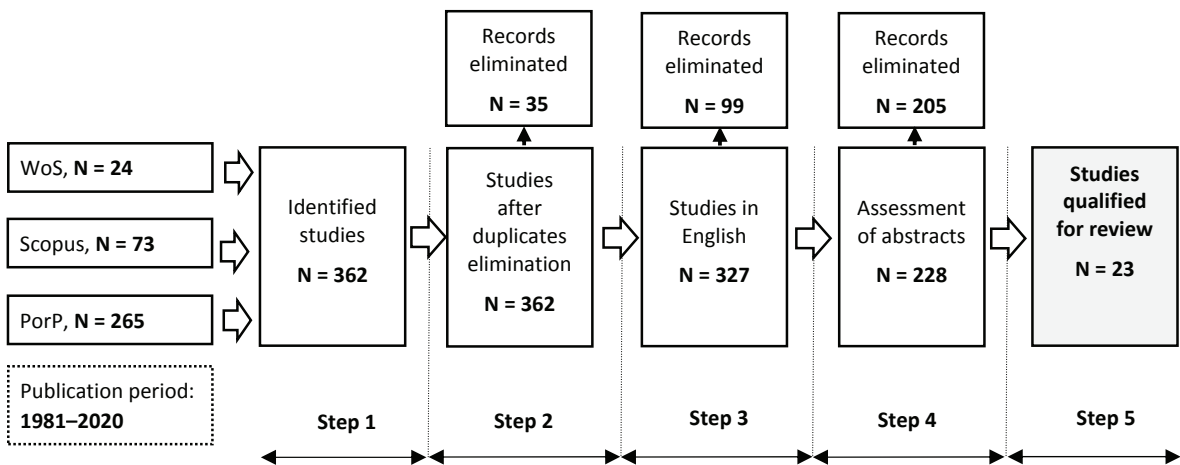 Records
eliminated
N = 35
Records
eliminated
N = 99
Records
eliminated
N = 205
WoS, N = 24
Scopus, N = 73
PorP, N = 265
Publication period:
1981–2020
Identified
studies
N = 362
Studies
after
duplicates
elimination
N = 362
Studies in
English
N = 327
Assessment
of abstracts
N = 228
Studies
qualified
for review
N = 23
Step 1
Step 2
Step 3
Step 4
Step 5